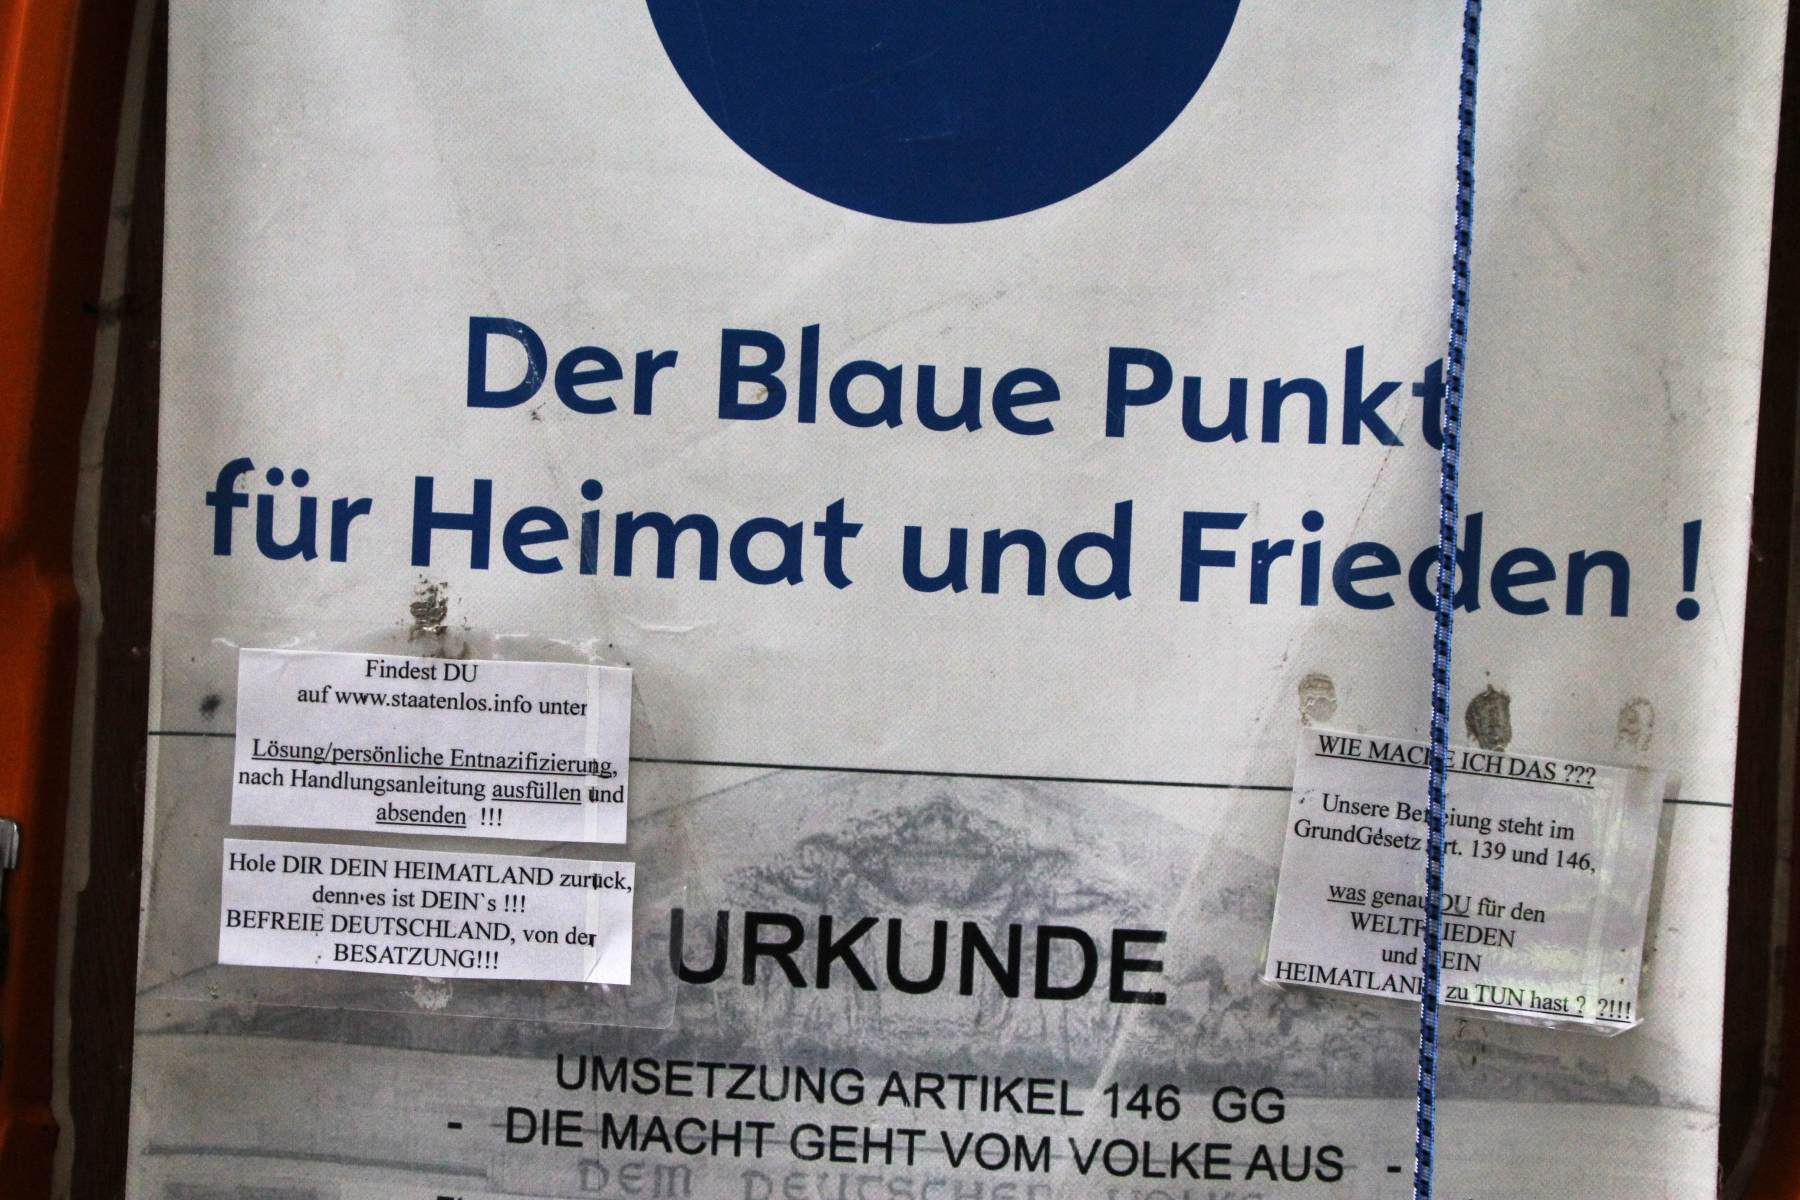 Der Blaue Punkt
für Heimat und Frieden !
Findest DU
auf www.staatenlos.info unter
Lösung/persönliche Entnazifizierung,
nach Handlungsanleitung ausfüllen und
absenden !!!
Hole DIR DEIN HEIMATLAND zurück,
denn es ist DEIN`s !!!
BEFREIE DEUTSCHLAND, von der
BESATZUNG!!!
WIE MACHE ICH DAS ???
Unsere Befreiung steht im
GrundGesetz Art. 139 und 146,
was genau DU für den
WELTFRIEDEN
und DEIN
HEIMATLAND zu TUN hast ? ?!!!
URKUNDE
UMSETZUNG ARTIKEL 146 GG
- DIE MACHT GEHT VOM VOLKE AUS -
DEM DEUTSCHEN VOLKE